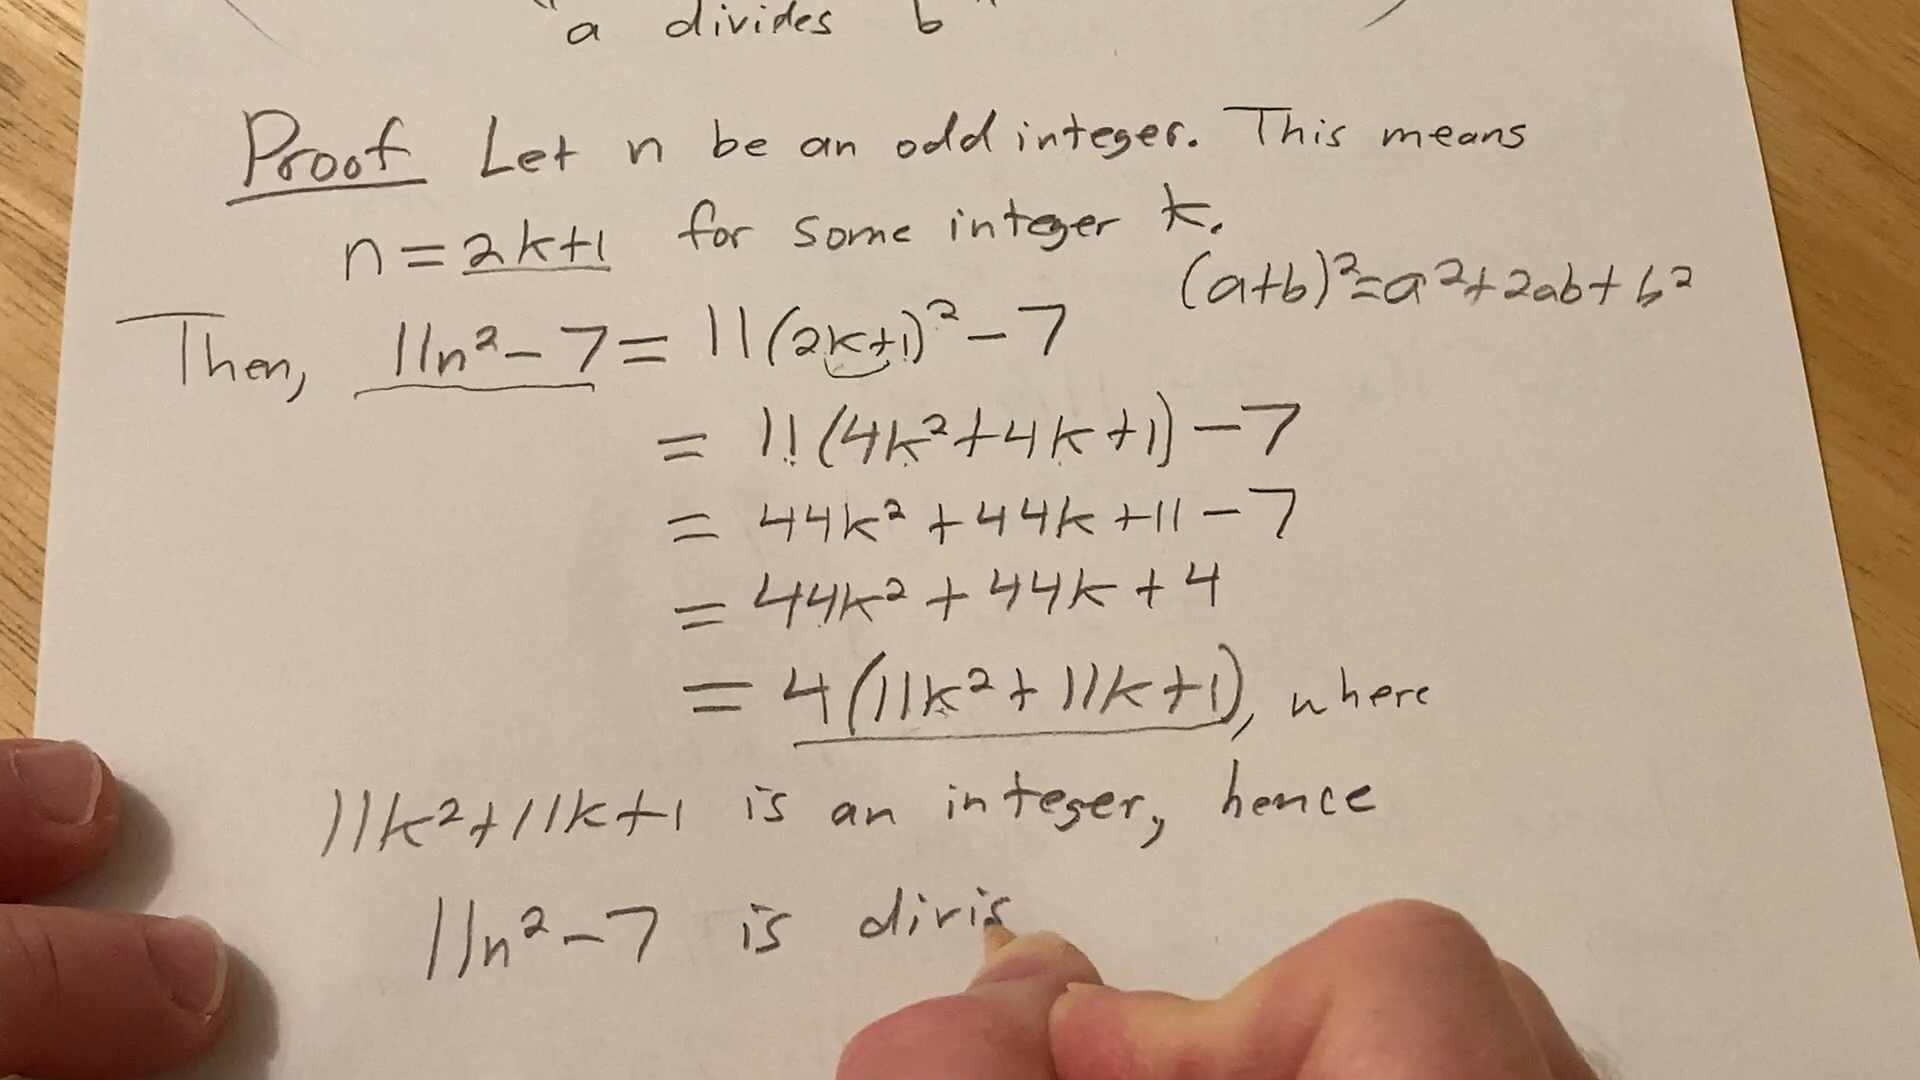 "a divides b"
Proof Let n be an odd integer. This means
n = 2k+1 for some integer k.
(a+b)²=a²+2ab+b²
Then, 11n²-7 = 11(2k+1)²-7
= 11(4k²+4k+1)-7
= 44k²+44k+11-7
= 44k²+44k+4
= 4(11k²+11k+1), where
11k²+11k+1 is an integer, hence
11n²-7 is divis